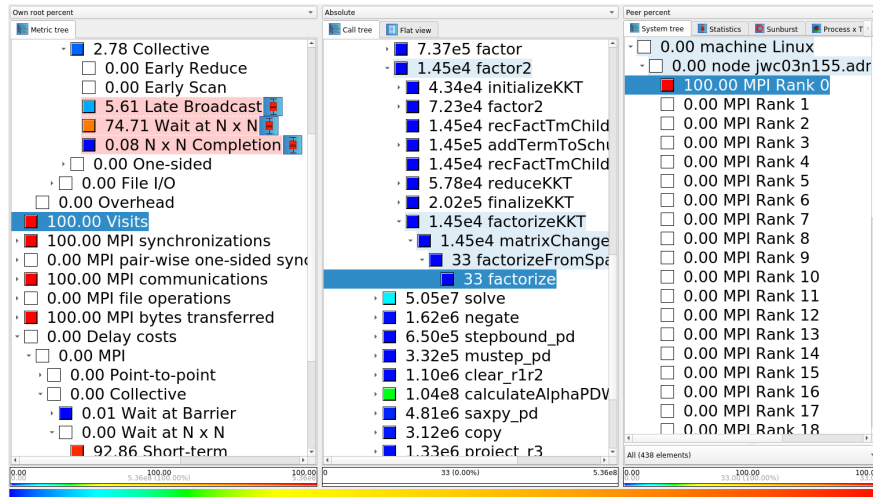 Own root percent
Metric tree
2.78 Collective
0.00 Early Reduce
0.00 Early Scan
5.61 Late Broadcast
74.71 Wait at N x N
0.08 N x N Completion
0.00 One-sided
0.00 File I/O
0.00 Overhead
100.00 Visits
100.00 MPI synchronizations
0.00 MPI pair-wise one-sided sync
100.00 MPI communications
0.00 MPI file operations
100.00 MPI bytes transferred
0.00 Delay costs
0.00 MPI
0.00 Point-to-point
0.00 Collective
0.01 Wait at Barrier
0.00 Wait at N x N
92.86 Short-term
0.00 100.00 100.00
0.00 5.36e8 (100.00%) 5.36e8
Absolute
Call tree Flat view
7.37e5 factor
1.45e4 factor2
4.34e4 initializeKKT
7.23e4 factor2
1.45e4 recFactTmChild
1.45e5 addTermToSchu
1.45e4 recFactTmChild
5.78e4 reduceKKT
2.02e5 finalizeKKT
1.45e4 factorizeKKT
1.45e4 matrixChange
33 factorizeFromSpa
33 factorize
5.05e7 solve
1.62e6 negate
6.50e5 stepbound_pd
3.32e5 mustep_pd
1.10e6 clear_r1r2
1.04e8 calculateAlphaPDW
4.81e6 saxpy_pd
3.12e6 copy
1.33e6 project_r3
0 33 (0.00%) 5.36e8
Peer percent
System tree Statistics Sunburst Process x T
0.00 machine Linux
0.00 node jwc03n155.adr
100.00 MPI Rank 0
0.00 MPI Rank 1
0.00 MPI Rank 2
0.00 MPI Rank 3
0.00 MPI Rank 4
0.00 MPI Rank 5
0.00 MPI Rank 6
0.00 MPI Rank 7
0.00 MPI Rank 8
0.00 MPI Rank 9
0.00 MPI Rank 10
0.00 MPI Rank 11
0.00 MPI Rank 12
0.00 MPI Rank 13
0.00 MPI Rank 14
0.00 MPI Rank 15
0.00 MPI Rank 16
0.00 MPI Rank 17
0.00 MPI Rank 18
All (438 elements)
0.00 100.00 100.
0.00 33.00 (100.00%) 33.